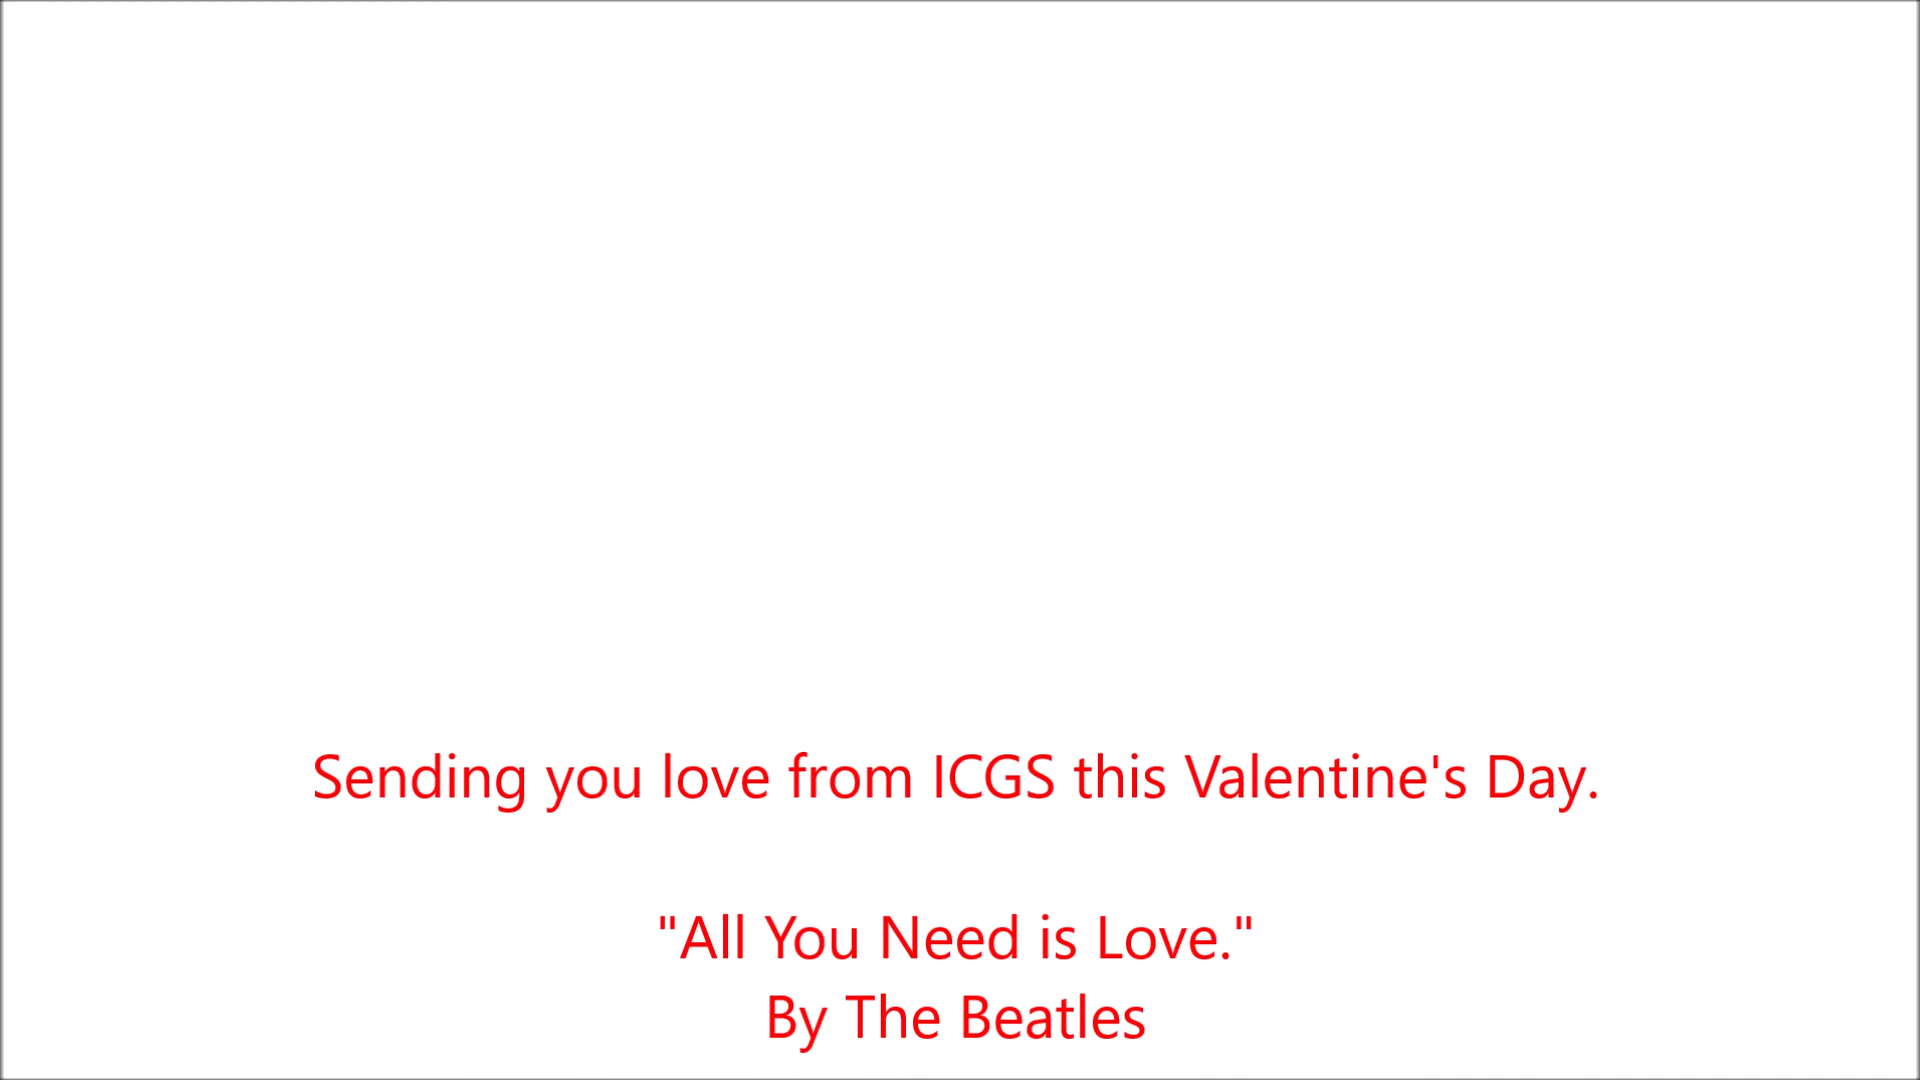 Sending you love from ICGS this Valentine's Day.
"All You Need is Love."
By The Beatles